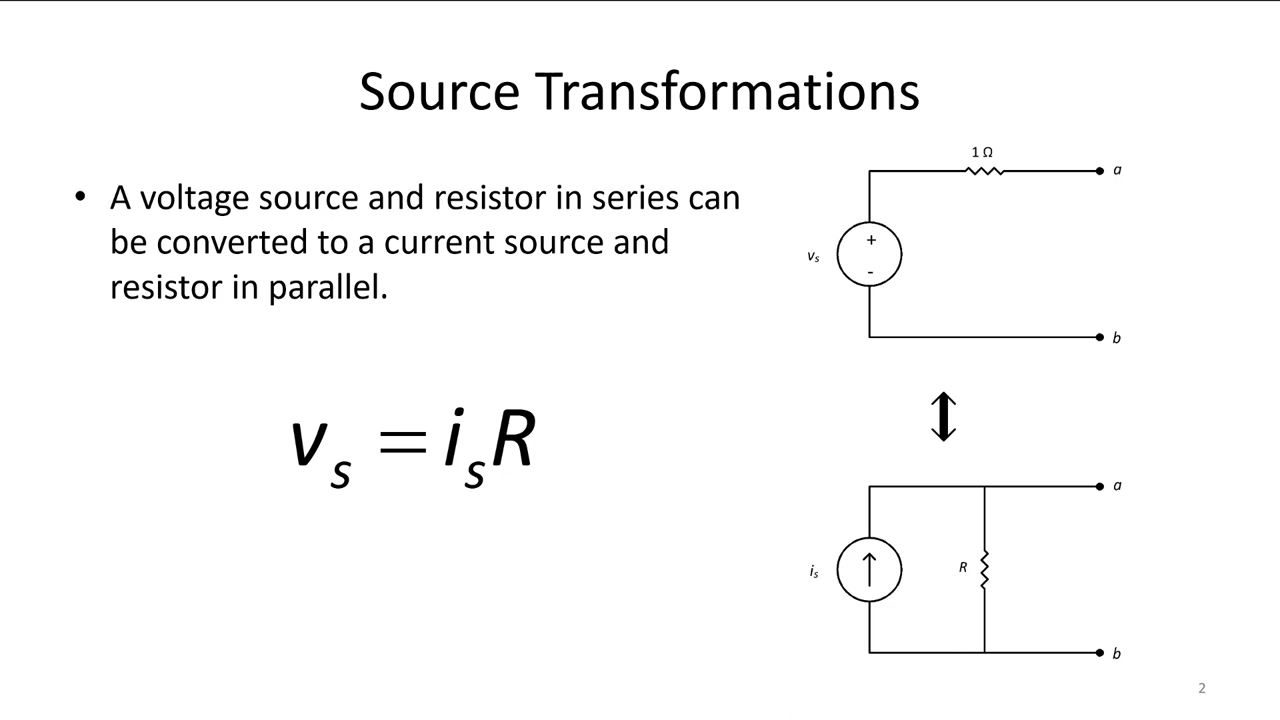 Source Transformations
• A voltage source and resistor in series can
be converted to a current source and
resistor in parallel.
vₛ = iₛR
1 Ω
a
+
vₛ
-
b
a
iₛ
R
b
2